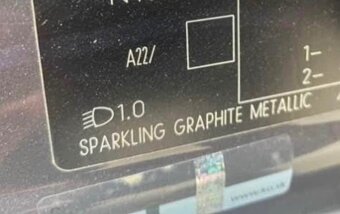 A22/
1-
2-
1.0
SPARKLING GRAPHITE METALLIC